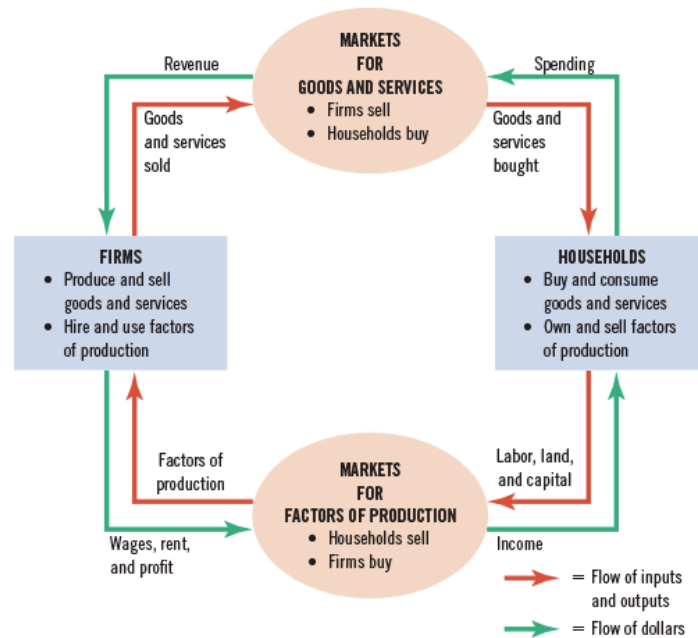 MARKETS
FOR
GOODS AND SERVICES
• Firms sell
• Households buy
Revenue
Spending
Goods
and services
sold
Goods and
services
bought
FIRMS
• Produce and sell
goods and services
• Hire and use factors
of production
HOUSEHOLDS
• Buy and consume
goods and services
• Own and sell factors
of production
Factors of
production
Labor, land,
and capital
MARKETS
FOR
FACTORS OF PRODUCTION
• Households sell
• Firms buy
Wages, rent,
and profit
Income
= Flow of inputs
and outputs
= Flow of dollars